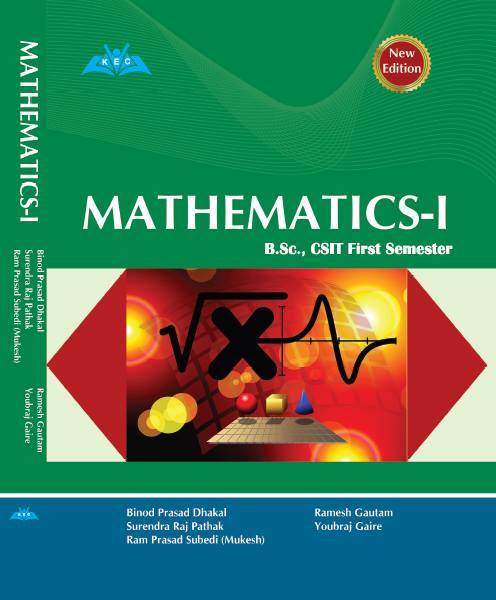 MATHEMATICS-I
Binod Prasad Dhakal
Surendra Raj Pathak
Ram Prasad Subedi (Mukesh)
Ramesh Gautam
Youbraj Gaire
KEC
KEC
New
Edition
MATHEMATICS-I
B.Sc., CSIT First Semester
X
Binod Prasad Dhakal
Surendra Raj Pathak
Ram Prasad Subedi (Mukesh)
Ramesh Gautam
Youbraj Gaire